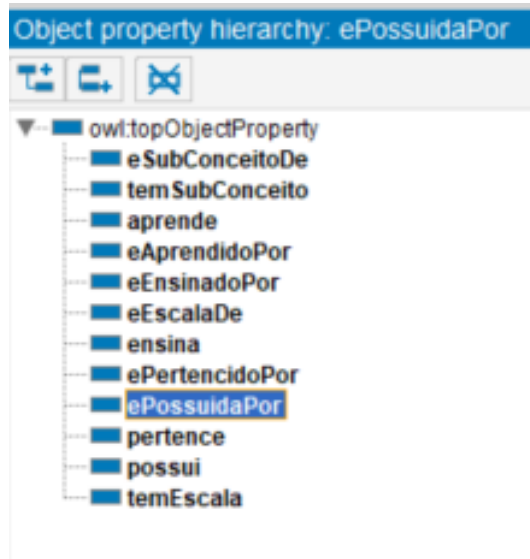 Object property hierarchy: ePossuidaPor
owl:topObjectProperty
eSubConceitoDe
temSubConceito
aprende
eAprendidoPor
eEnsinadoPor
eEscalaDe
ensina
ePertencidoPor
ePossuidaPor
pertence
possui
temEscala